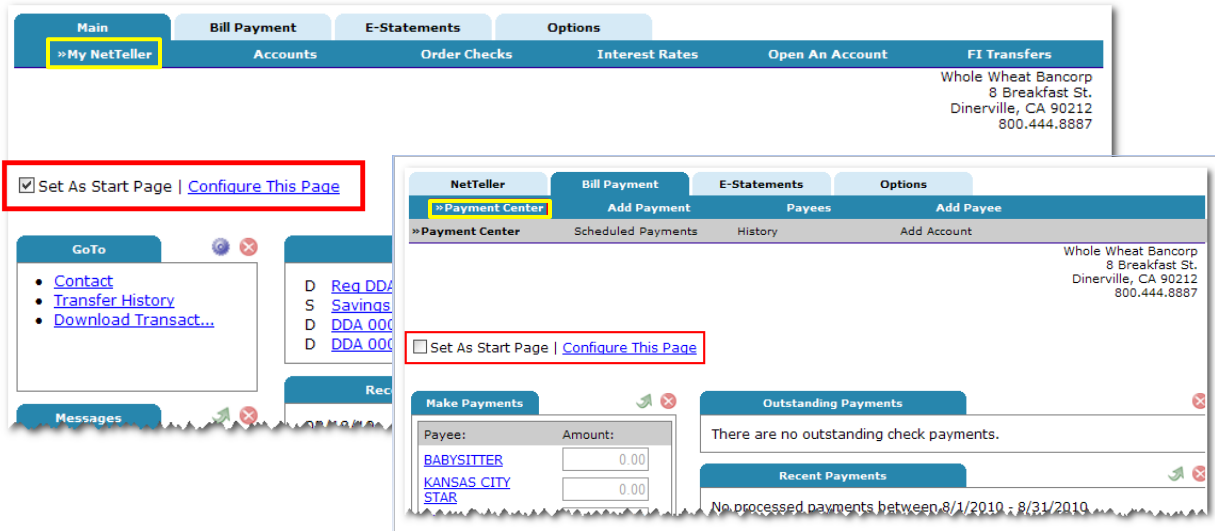 Main Bill Payment E-Statements Options
»My NetTeller Accounts Order Checks Interest Rates Open An Account FI Transfers
Whole Wheat Bancorp
8 Breakfast St.
Dinerville, CA 90212
800.444.8887
Set As Start Page | Configure This Page
GoTo
• Contact
• Transfer History
• Download Transact...
D Reg DDA
S Savings
D DDA 000
D DDA 000
Messages
NetTeller Bill Payment E-Statements Options
»Payment Center Add Payment Payees Add Payee
»Payment Center Scheduled Payments History Add Account
Whole Wheat Bancorp
8 Breakfast St.
Dinerville, CA 90212
800.444.8887
Set As Start Page | Configure This Page
Make Payments
Payee: Amount:
BABYSITTER 0.00
KANSAS CITY
STAR 0.00
Outstanding Payments
There are no outstanding check payments.
Recent Payments
No processed payments between 8/1/2010 - 8/31/2010